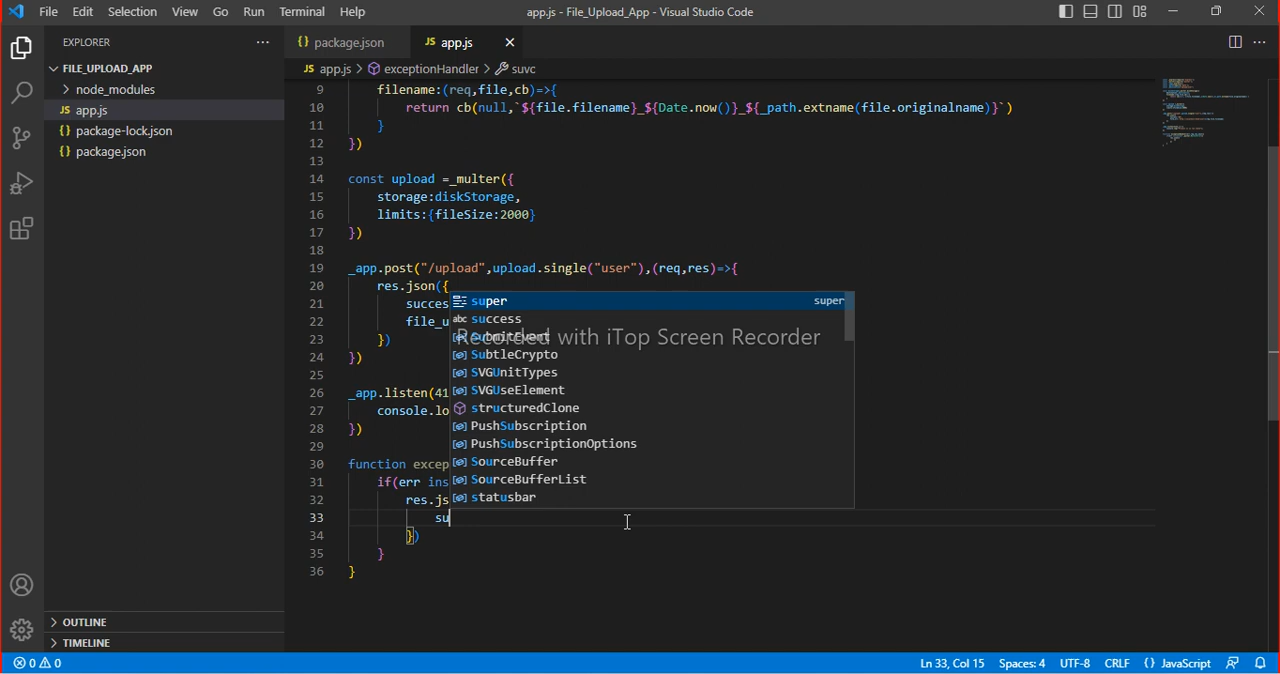 File Edit Selection View Go Run Terminal Help app.js - File_Upload_App - Visual Studio Code
EXPLORER
FILE_UPLOAD_APP
node_modules
JS app.js
{} package-lock.json
{} package.json
OUTLINE
TIMELINE
{} package.json JS app.js
JS app.js > exceptionHandler > suvc
9 filename:(req,file,cb)=>{
10 return cb(null,`${file.filename}_${Date.now()}_${_path.extname(file.originalname)}`)
11 }
12 })
13
14 const upload =_multer({
15 storage:diskStorage,
16 limits:{fileSize:2000}
17 })
18
19 _app.post("/upload",upload.single("user"),(req,res)=>{
20 res.json({
21 succes
22 file_u
23 })
24 })
25
26 _app.listen(41
27 console.lo
28 })
29
30 function excep
31 if(err ins
32 res.js
33 su
34 })
35 }
36 }
super super
abc success
SubmitEvent
SubtleCrypto
SVGUnitTypes
SVGUseElement
structuredClone
PushSubscription
PushSubscriptionOptions
SourceBuffer
SourceBufferList
statusbar
Recorded with iTop Screen Recorder
0 0 Ln 33, Col 15 Spaces: 4 UTF-8 CRLF {} JavaScript